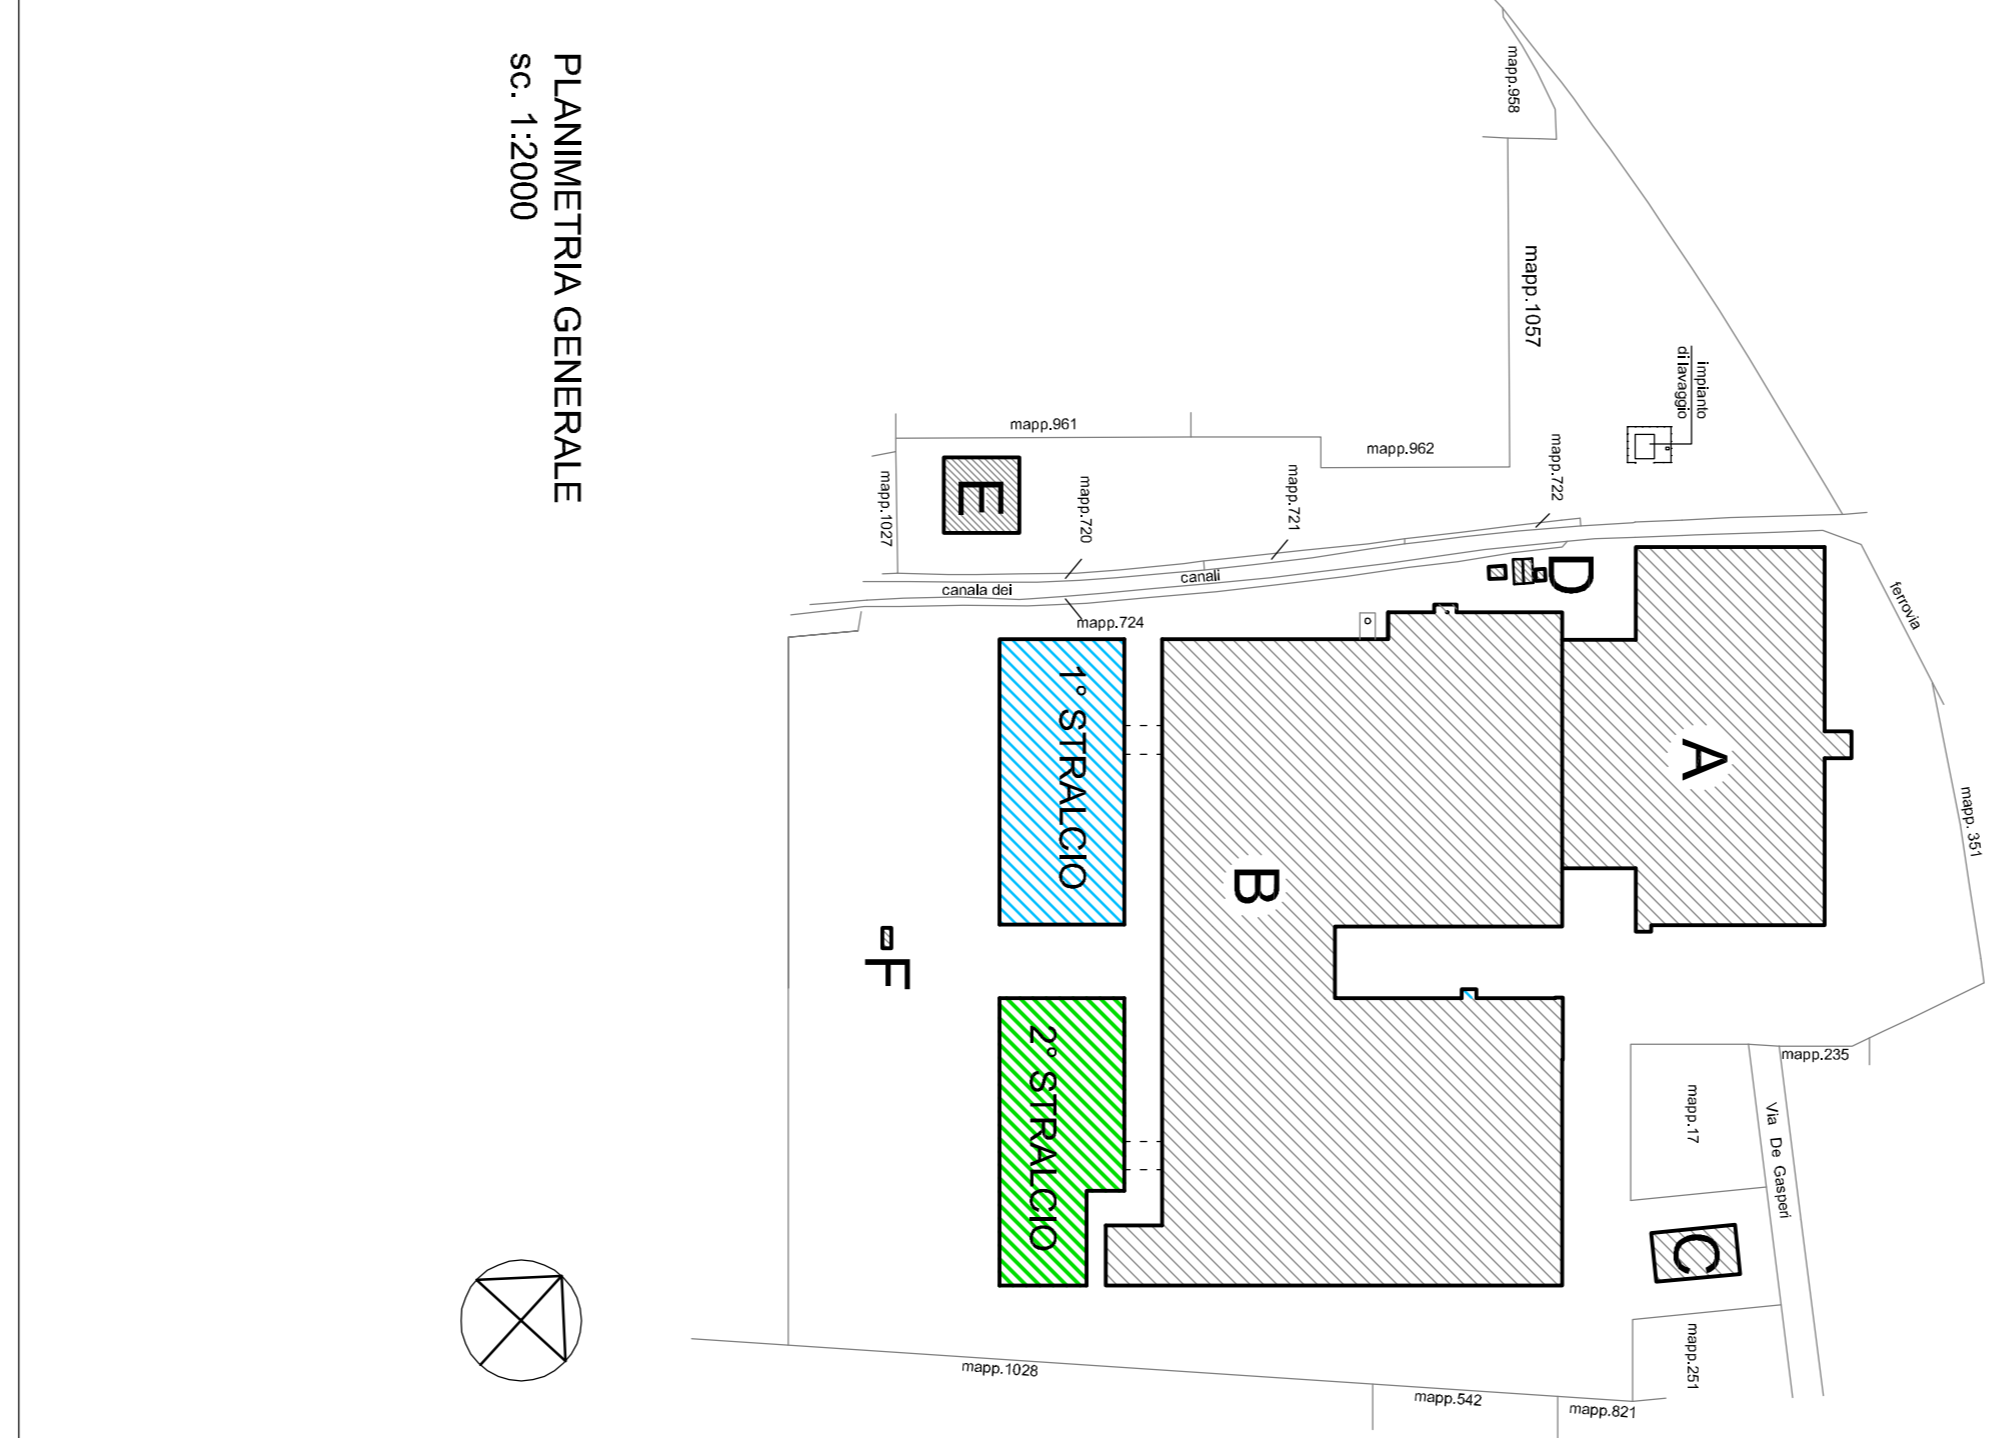 PLANIMETRIA GENERALE
sc. 1:2000
mapp.958
mapp.1057
impianto
di lavaggio
mapp.961
mapp.962
mapp.722
mapp.721
mapp.720
mapp.1027
E
canala dei
canali
mapp.724
D
ferrovia
A
mapp. 351
1° STRALCIO
B
F
2° STRALCIO
mapp.235
mapp.17
Via De Gasperi
C
mapp.251
mapp.1028
mapp.542
mapp.821